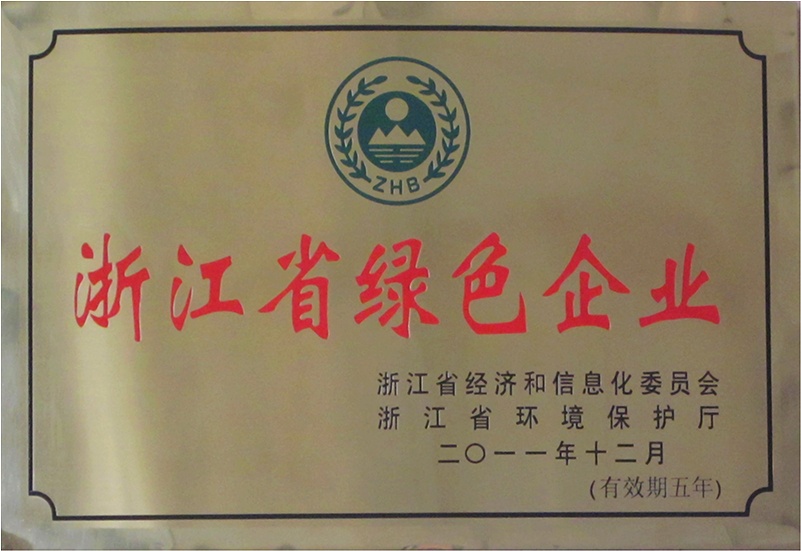 ZHB
浙江省绿色企业
浙江省经济和信息化委员会
浙江省环境保护厅
二〇一一年十二月
(有效期五年)